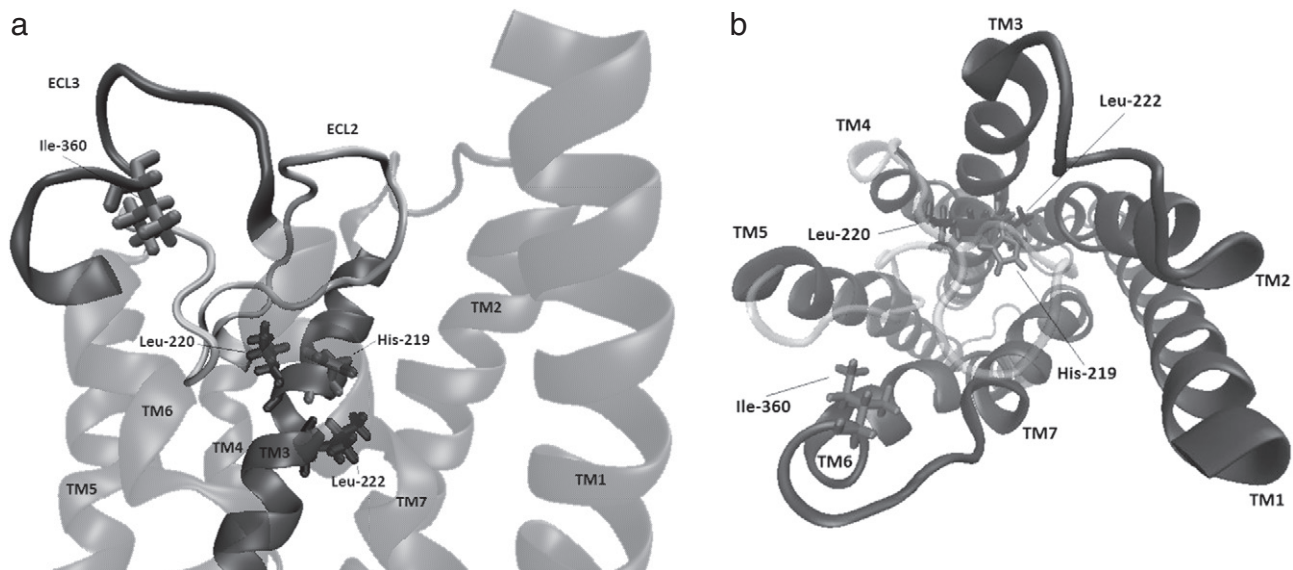 a
ECL3
ECL2
Ile-360
TM2
Leu-220
His-219
TM6
TM4
TM3
Leu-222
TM5
TM7
TM1
b
TM3
Leu-222
TM4
TM5
Leu-220
TM2
His-219
Ile-360
TM7
TM6
TM1